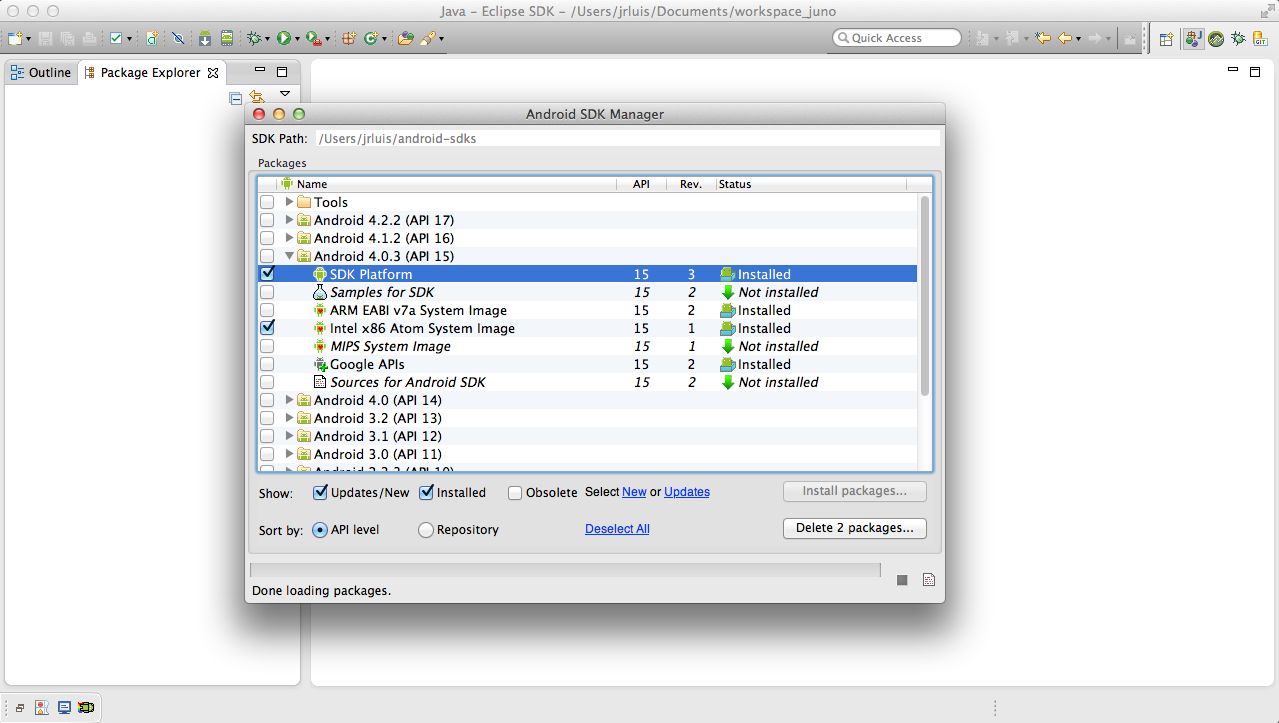 Java – Eclipse SDK – /Users/jrluis/Documents/workspace_juno
Quick Access
GIT
Outline
Package Explorer
Android SDK Manager
SDK Path: /Users/jrluis/android-sdks
Packages
Name API Rev. Status
Tools
Android 4.2.2 (API 17)
Android 4.1.2 (API 16)
Android 4.0.3 (API 15)
SDK Platform 15 3 Installed
Samples for SDK 15 2 Not installed
ARM EABI v7a System Image 15 2 Installed
Intel x86 Atom System Image 15 1 Installed
MIPS System Image 15 1 Not installed
Google APIs 15 2 Installed
Sources for Android SDK 15 2 Not installed
Android 4.0 (API 14)
Android 3.2 (API 13)
Android 3.1 (API 12)
Android 3.0 (API 11)
Android 2.3.3 (API 10)
Show: Updates/New Installed Obsolete Select New or Updates Install packages...
Sort by: API level Repository Deselect All Delete 2 packages...
Done loading packages.